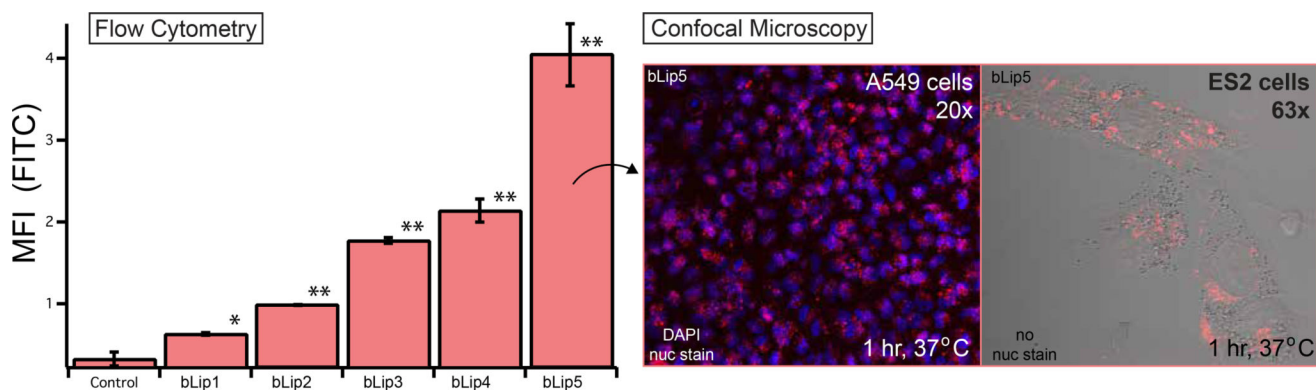 Flow Cytometry
MFI (FITC)
4
3
2
1
*
**
**
**
**
Control bLip1 bLip2 bLip3 bLip4 bLip5
Confocal Microscopy
bLip5
A549 cells
20x
DAPI
nuc stain
1 hr, 37°C
bLip5
ES2 cells
63x
no
nuc stain
1 hr, 37°C